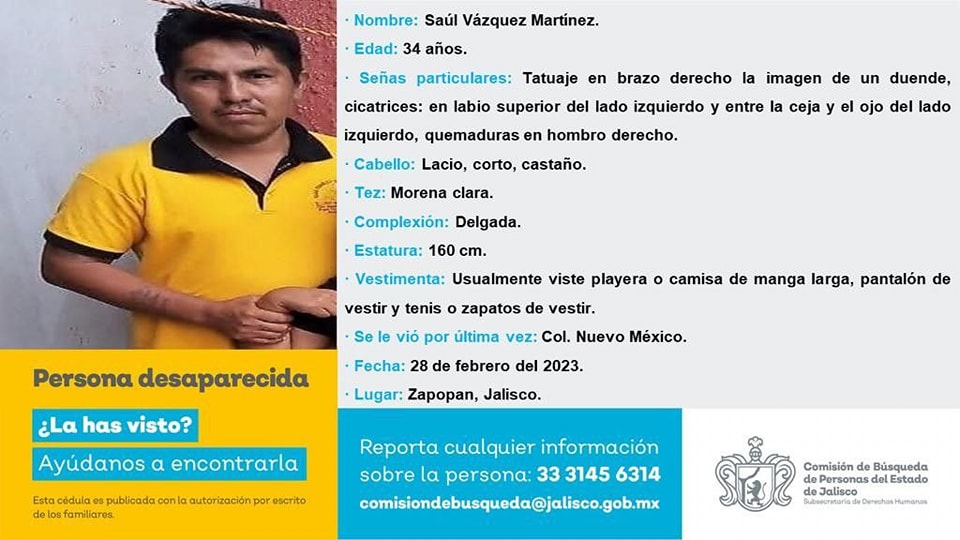 · Nombre: Saúl Vázquez Martínez.
· Edad: 34 años.
· Señas particulares: Tatuaje en brazo derecho la imagen de un duende,
cicatrices: en labio superior del lado izquierdo y entre la ceja y el ojo del lado
izquierdo, quemaduras en hombro derecho.
· Cabello: Lacio, corto, castaño.
· Tez: Morena clara.
· Complexión: Delgada.
· Estatura: 160 cm.
· Vestimenta: Usualmente viste playera o camisa de manga larga, pantalón de
vestir y tenis o zapatos de vestir.
· Se le vió por última vez: Col. Nuevo México.
· Fecha: 28 de febrero del 2023.
· Lugar: Zapopan, Jalisco.
Persona desaparecida
¿La has visto?
Ayúdanos a encontrarla
Esta cédula es publicada con la autorización por escrito
de los familiares.
Reporta cualquier información
sobre la persona: 33 3145 6314
comisiondebusqueda@jalisco.gob.mx
Comisión de Búsqueda
de Personas del Estado
de Jalisco
Subsecretaría de Derechos Humanos